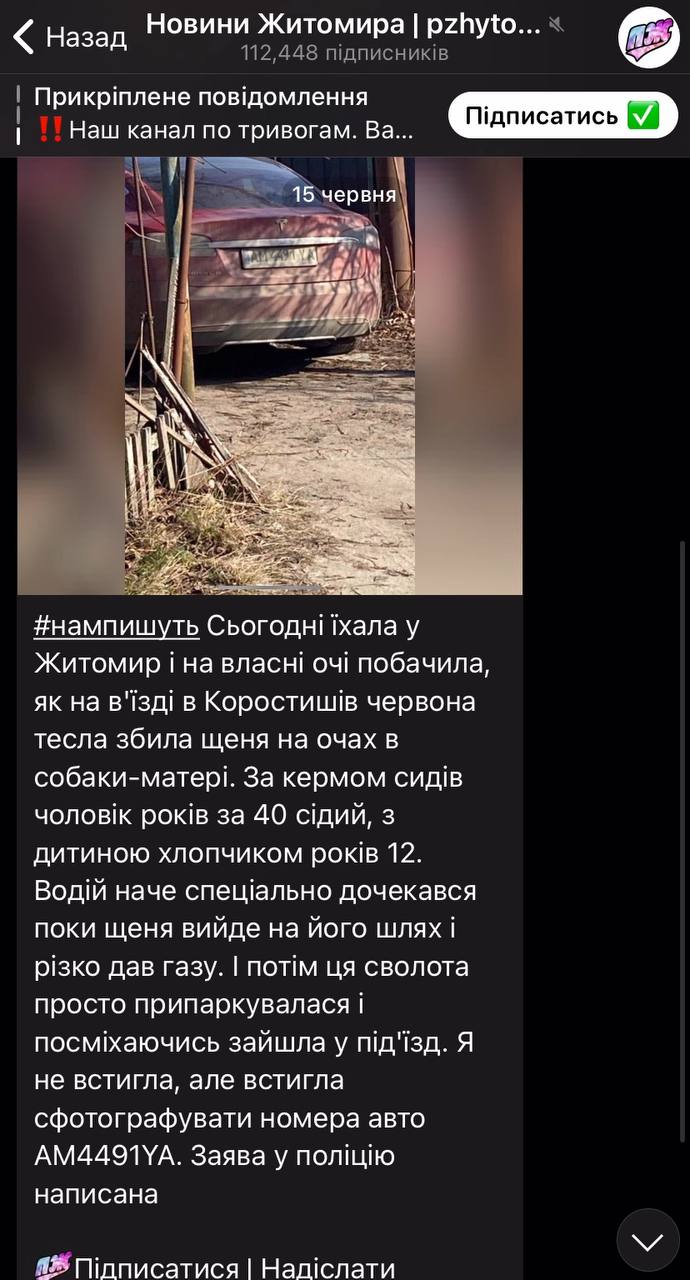 Назад
Новини Житомира | pzhyto...
112,448 підписників
Прикріплене повідомлення
‼️Наш канал по тривогам. Ва...
Підписатись ✅
15 червня
AM4491YA
#нампишуть Сьогодні їхала у
Житомир і на власні очі побачила,
як на в'їзді в Коростишів червона
тесла збила щеня на очах в
собаки-матері. За кермом сидів
чоловік років за 40 сідий, з
дитиною хлопчиком років 12.
Водій наче спеціально дочекався
поки щеня вийде на його шлях і
різко дав газу. І потім ця сволота
просто припаркувалася і
посміхаючись зайшла у під'їзд. Я
не встигла, але встигла
сфотографувати номера авто
AM4491YA. Заява у поліцію
написана
ПЖ Підписатися | Надіслати